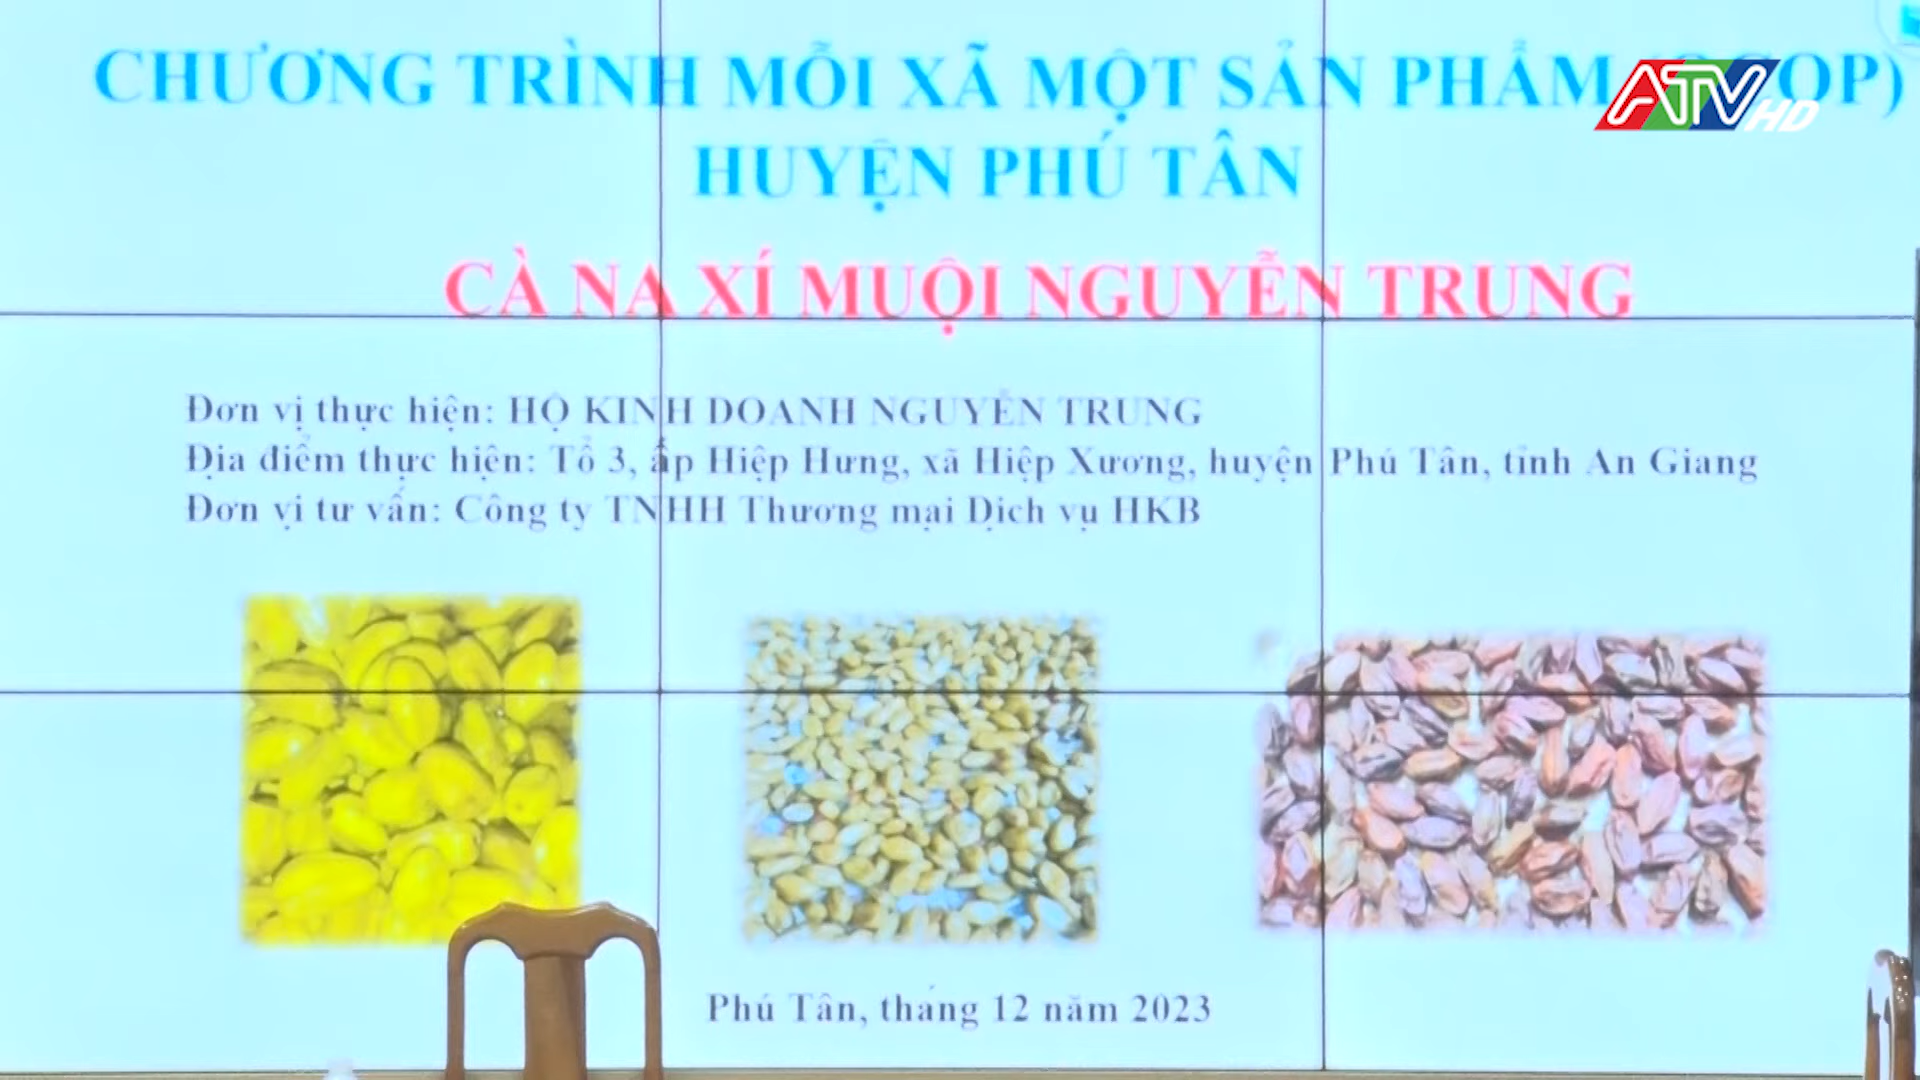 CHƯƠNG TRÌNH MỖI XÃ MỘT SẢN PHẨM OP)
ATV HD
HUYỆN PHÚ TÂN
CÀ NA XÍ MUỘI NGUYỄN TRUNG
Đơn vị thực hiện: HỘ KINH DOANH NGUYỄN TRUNG
Địa điểm thực hiện: Tổ 3, ấp Hiệp Hưng, xã Hiệp Xương, huyện Phú Tân, tỉnh An Giang
Đơn vị tư vấn: Công ty TNHH Thương mại Dịch vụ HKB
Phú Tân, tháng 12 năm 2023